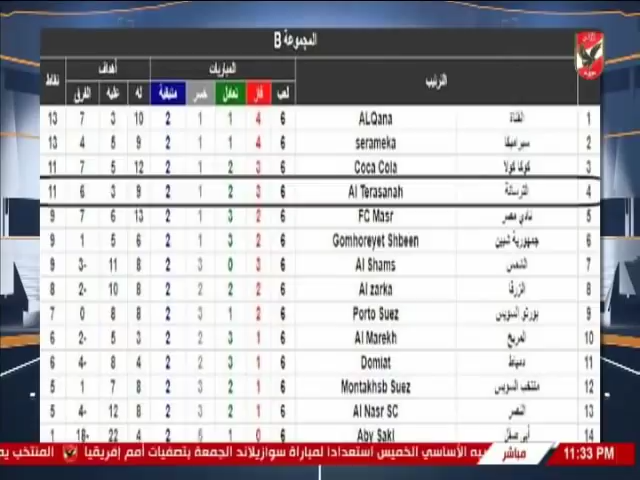 المجموعة B
الترتيب المباريات أهداف نقاط
لعب فاز تعادل خسر متبقية له عليه الفرق
1 القناة ALQana 6 4 1 1 2 10 3 7 13
2 سيراميكا serameka 6 4 1 1 2 9 4 5 13
3 كوكا كولا Coca Cola 6 3 2 1 2 12 5 7 11
4 الترسانة Al Terasanah 6 3 2 1 2 9 3 6 11
5 نادي مصر FC Masr 6 2 3 1 2 13 6 7 9
6 جمهورية شبين Gomhoreyet Shbeen 6 2 3 1 2 6 5 1 9
7 الشمس Al Shams 6 3 0 3 2 8 11 3- 9
8 الزرقا Al zarka 6 2 2 2 2 8 10 2- 8
9 بورتو السويس Porto Suez 6 2 1 3 2 8 8 0 7
10 المريخ Al Marekh 6 1 3 2 2 3 5 2- 6
11 دمياط Domiat 6 1 3 2 2 4 8 4- 6
12 منتخب السويس Montakhsb Suez 6 1 2 3 2 8 7 1 5
13 النصر Al Nasr SC 6 1 2 3 2 8 12 4- 5
14 أبو صقل Aby Sakl 6 0 1 2 4 22 18- 1
11:33 PM مباشر الأساسي الخميس استعدادا لمباراة سوازيلاند الجمعة بتصفيات أمم إفريقيا المنتخب